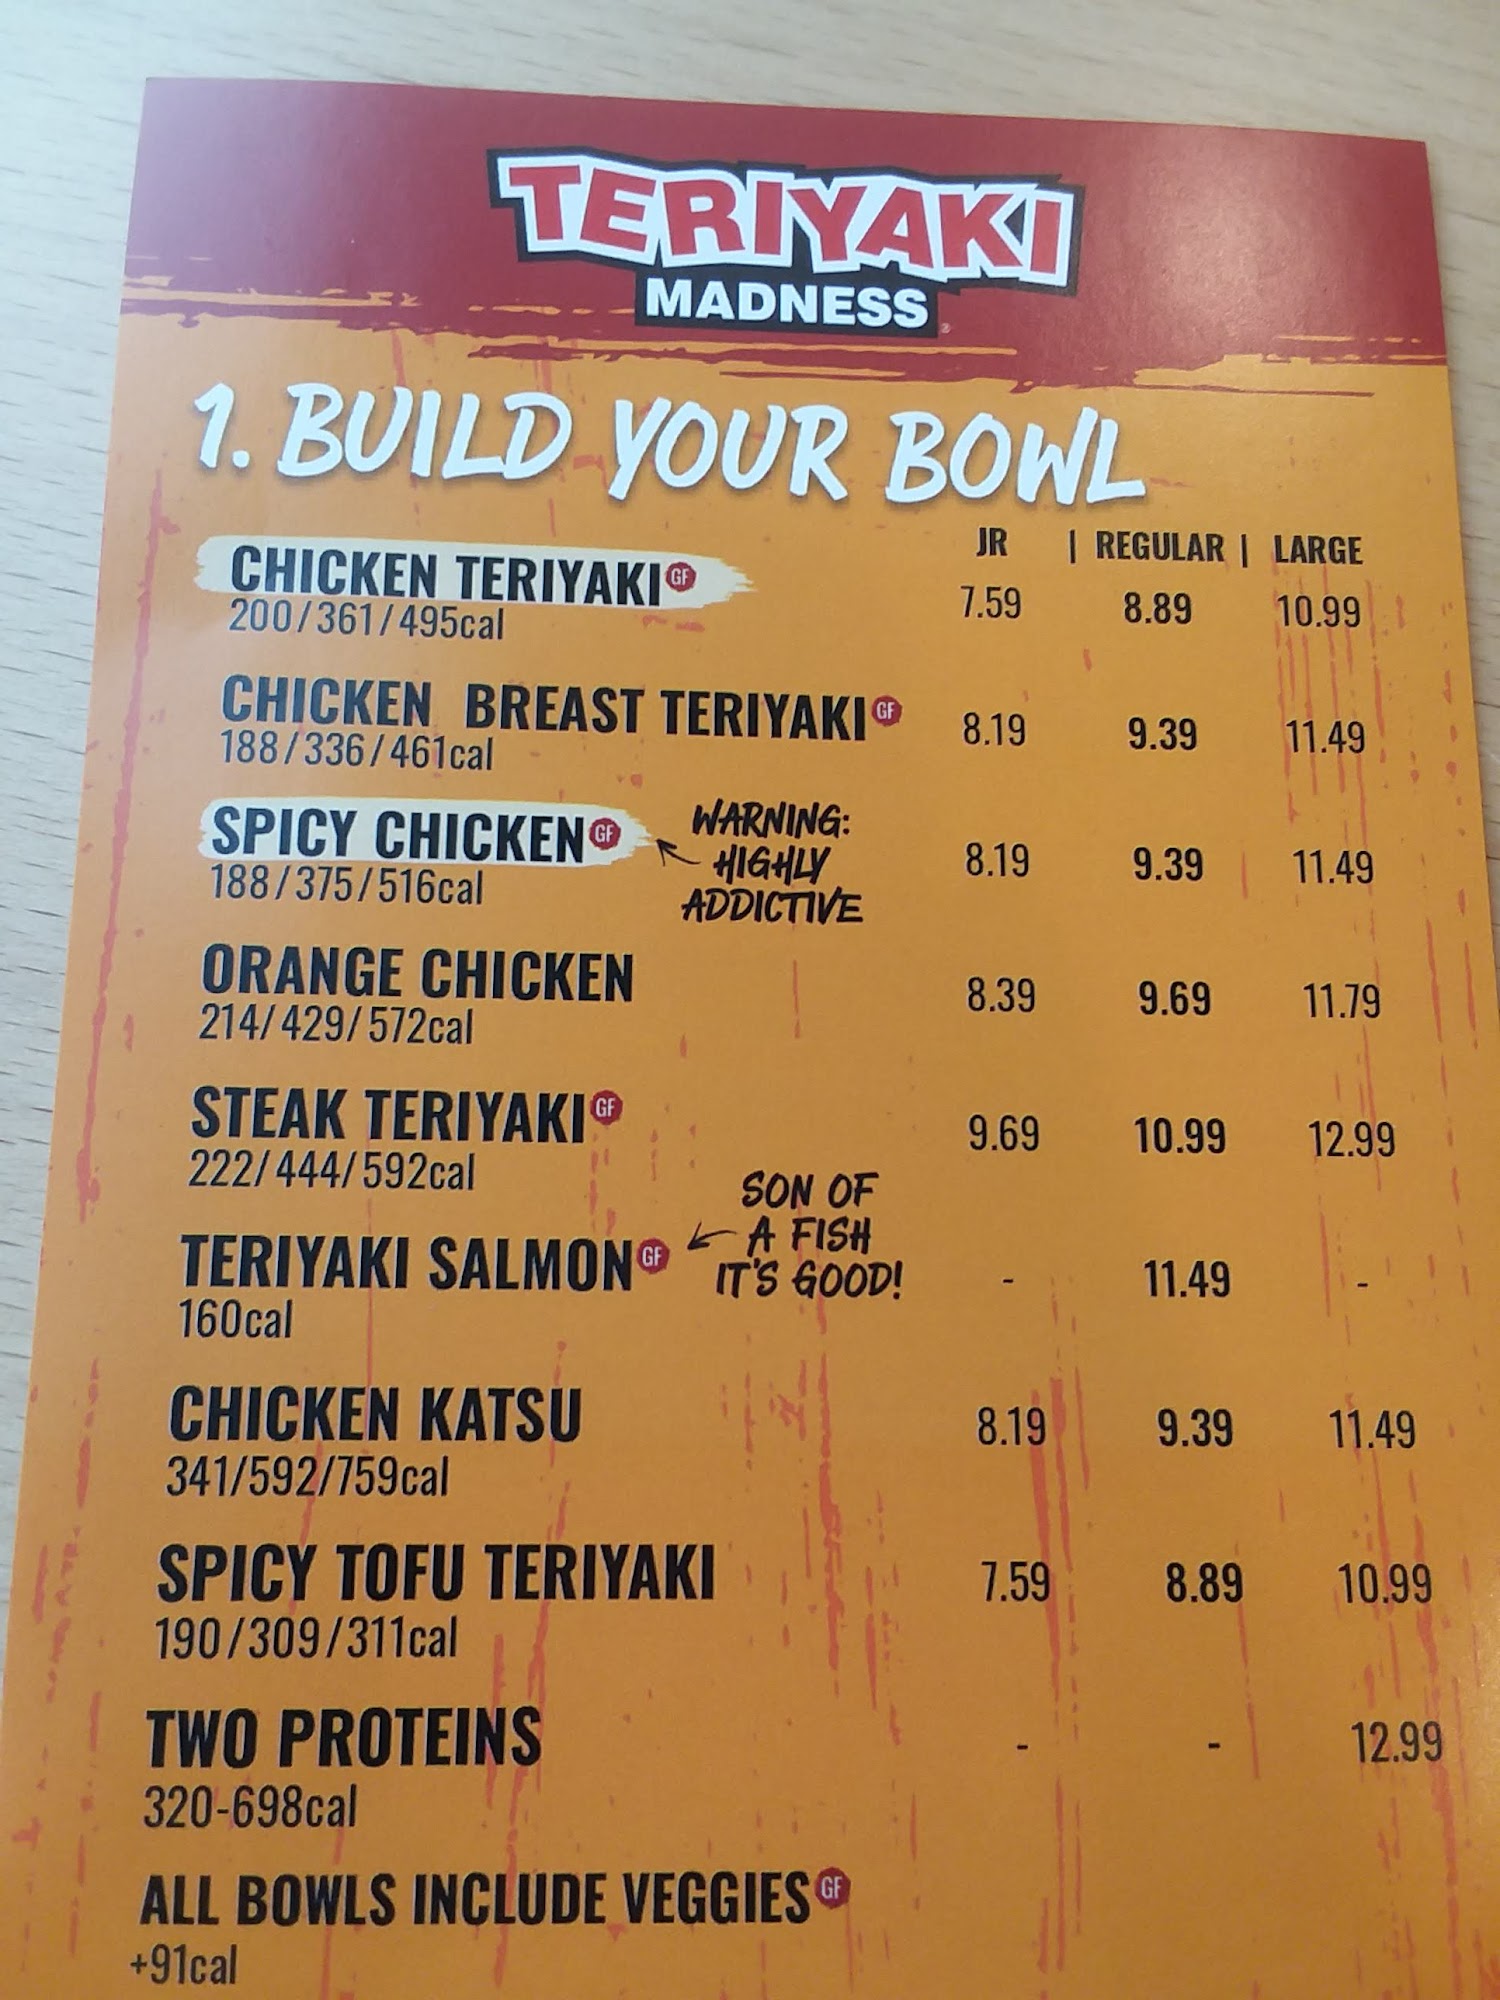 TERIYAKI
MADNESS®
1. BUILD YOUR BOWL
JR | REGULAR | LARGE
CHICKEN TERIYAKI GF 7.59 8.89 10.99
200/361/495cal
CHICKEN BREAST TERIYAKI GF 8.19 9.39 11.49
188/336/461cal
SPICY CHICKEN GF 8.19 9.39 11.49
188/375/516cal
WARNING:
HIGHLY
ADDICTIVE
ORANGE CHICKEN 8.39 9.69 11.79
214/429/572cal
STEAK TERIYAKI GF 9.69 10.99 12.99
222/444/592cal
TERIYAKI SALMON GF - 11.49 -
160cal
SON OF
A FISH
IT'S GOOD!
CHICKEN KATSU 8.19 9.39 11.49
341/592/759cal
SPICY TOFU TERIYAKI 7.59 8.89 10.99
190/309/311cal
TWO PROTEINS - - 12.99
320-698cal
ALL BOWLS INCLUDE VEGGIES GF
+91cal